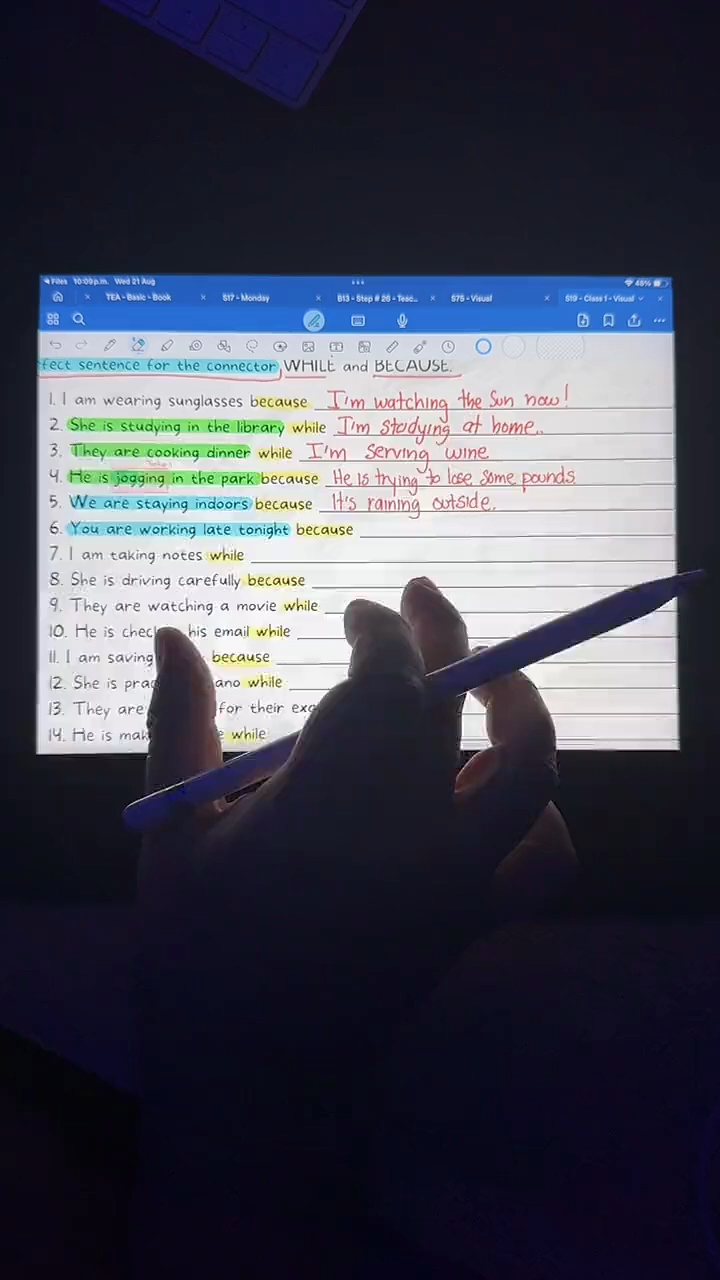 Files 10:09p.m. Wed 21 Aug 48%
TEA - Basic - Book S17 - Monday B13 - Step # 26 - Teac... S75 - Visual S19 - Class 1 - Visual
fect sentence for the connector WHILE and BECAUSE.
1. I am wearing sunglasses because I'm watching the Sun now!
2. She is studying in the library while I'm studying at home..
3. They are cooking dinner while I'm serving wine
4. He is jogging in the park because He is trying to lose some pounds
5. We are staying indoors because It's raining outside.
6. You are working late tonight because
7. I am taking notes while
8. She is driving carefully because
9. They are watching a movie while
10. He is his email while
11. I am saving because
12. She is while
13. They are for their
14. He is while